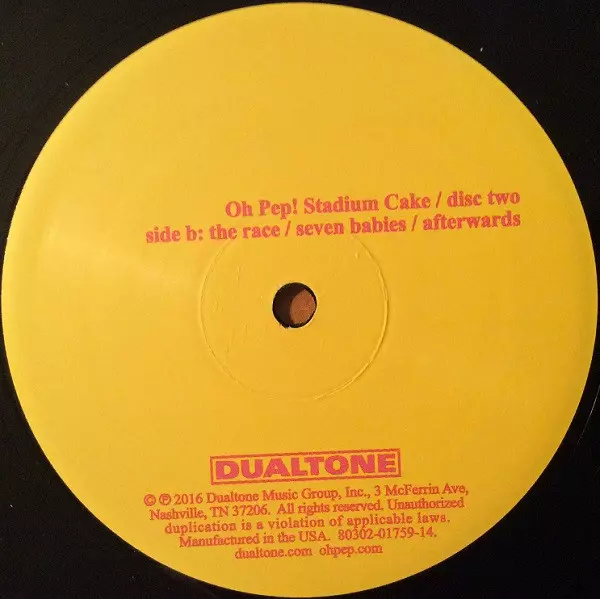 Oh Pep! Stadium Cake / disc two
side b: the race / seven babies / afterwards
DUALTONE
© ℗ 2016 Dualtone Music Group, Inc., 3 McFerrin Ave,
Nashville, TN 37206. All rights reserved. Unauthorized
duplication is a violation of applicable laws.
Manufactured in the USA. 80302-01759-14.
dualtone.com ohpep.com